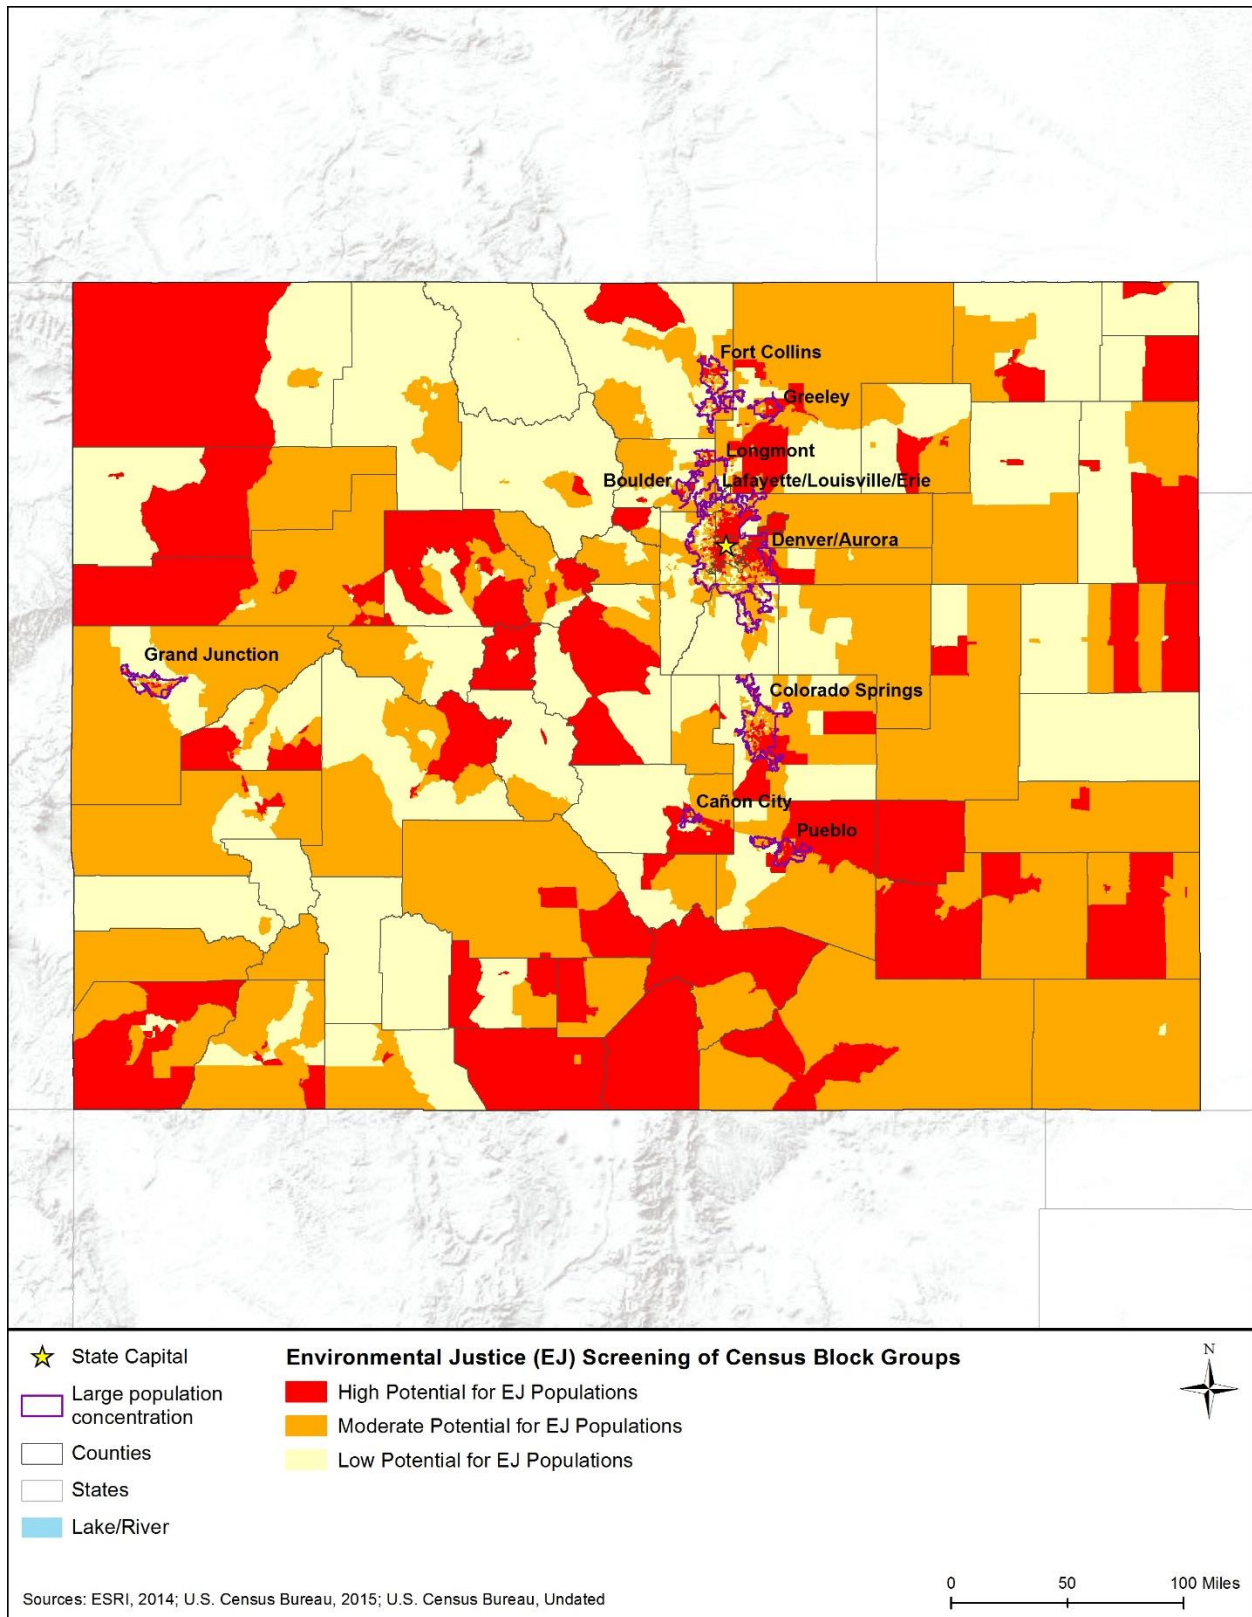 Fort Collins
Greeley
Longmont
Boulder
Lafayette/Louisville/Erie
Denver/Aurora
Grand Junction
Colorado Springs
Cañon City
Pueblo
State Capital
Large population
concentration
Counties
States
Lake/River
Environmental Justice (EJ) Screening of Census Block Groups
High Potential for EJ Populations
Moderate Potential for EJ Populations
Low Potential for EJ Populations
N
0 50 100 Miles
Sources: ESRI, 2014; U.S. Census Bureau, 2015; U.S. Census Bureau, Undated